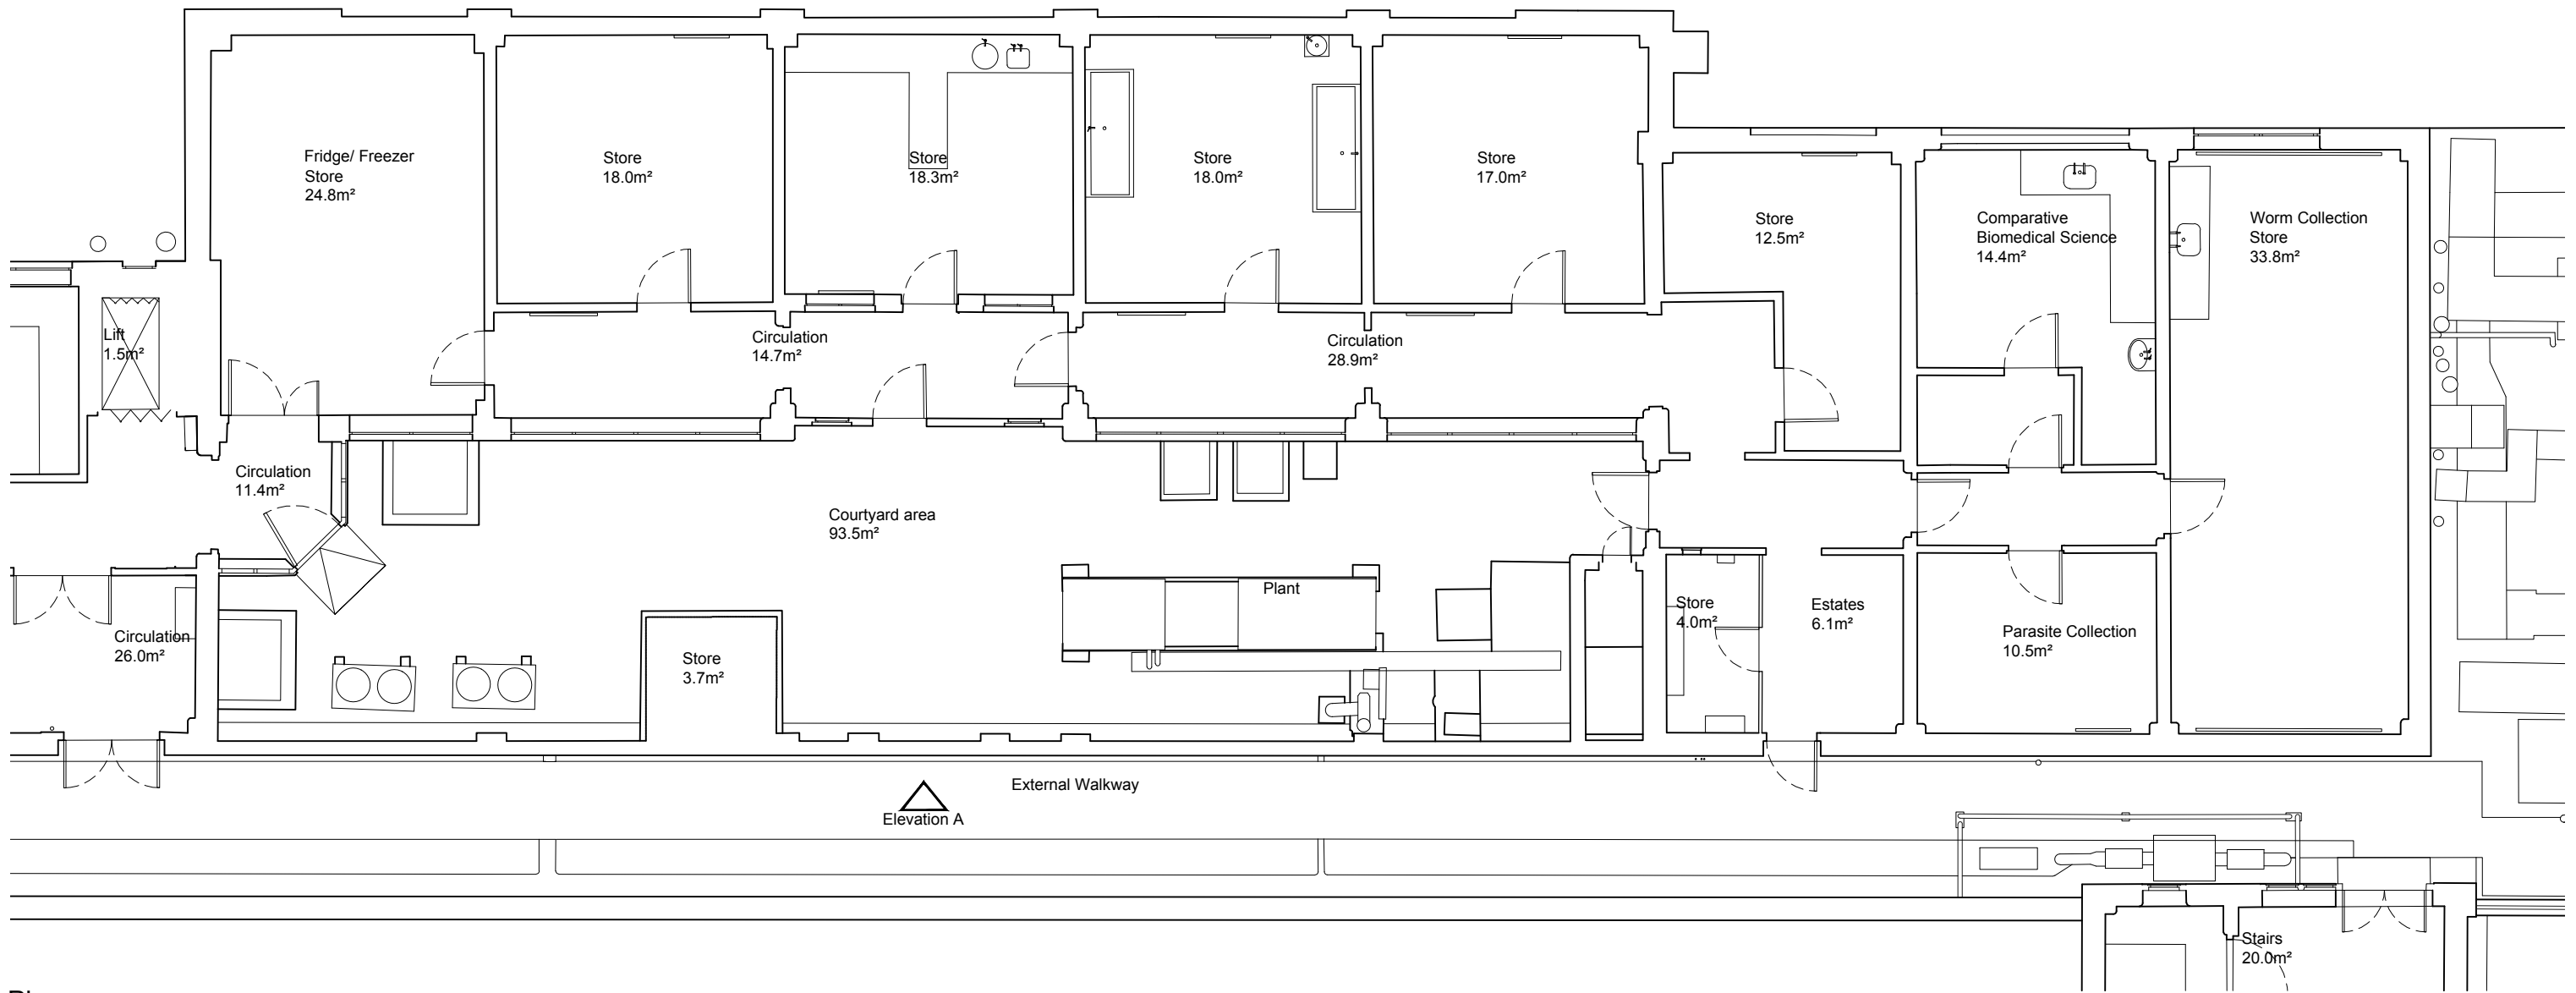 Fridge/ Freezer
Store
24.8m²
Store
18.0m²
Store
18.3m²
Store
18.0m²
Store
17.0m²
Store
12.5m²
Comparative
Biomedical Science
14.4m²
Worm Collection
Store
33.8m²
Lift
1.5m²
Circulation
14.7m²
Circulation
28.9m²
Circulation
11.4m²
Courtyard area
93.5m²
Plant
Circulation
26.0m²
Store
3.7m²
Store
4.0m²
Estates
6.1m²
Parasite Collection
10.5m²
External Walkway
Elevation A
Stairs
20.0m²